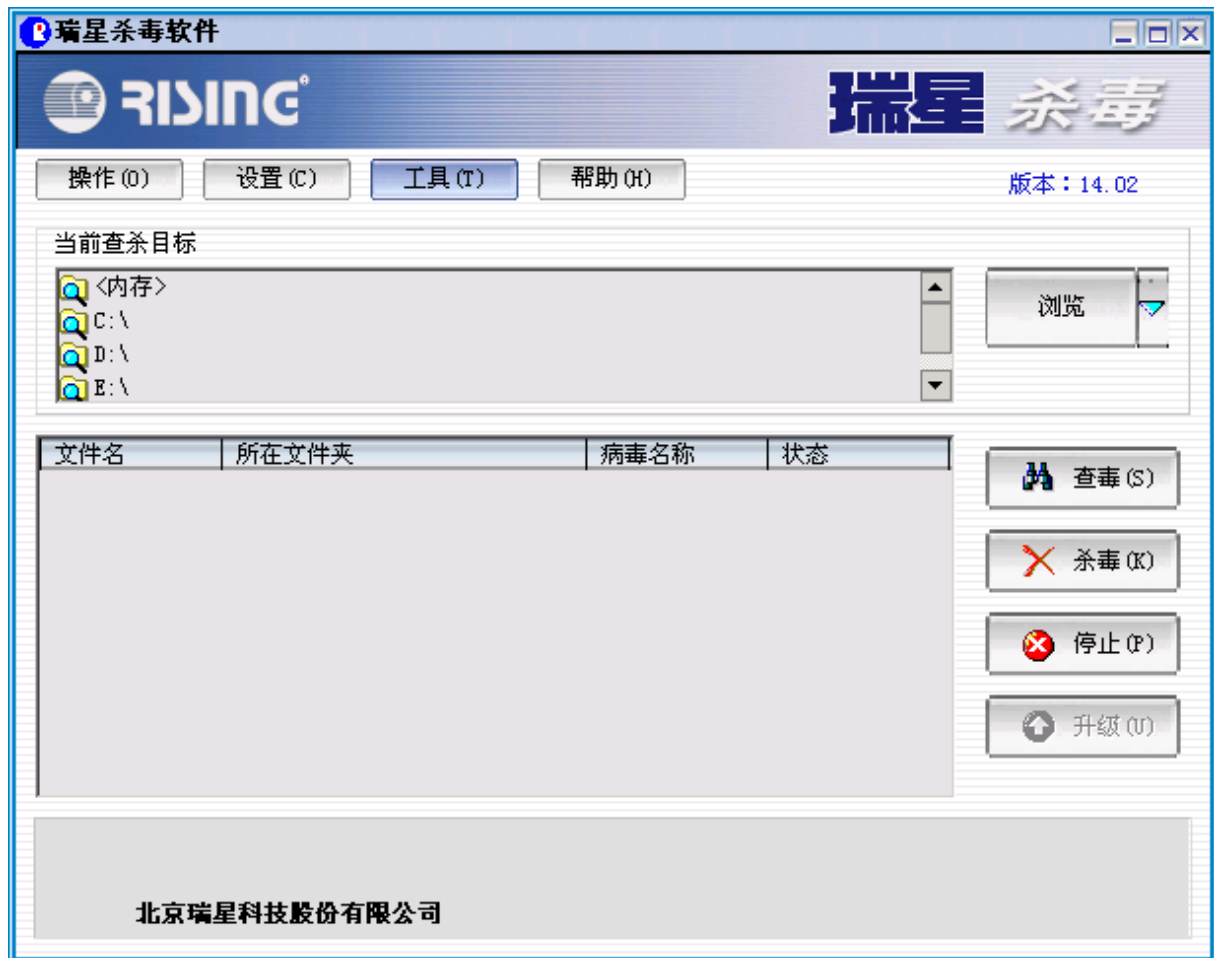 瑞星杀毒软件
RISING®
瑞星 杀毒
操作(O) 设置(C) 工具(T) 帮助(H)
版本：14.02
当前查杀目标
<内存>
C:\
D:\
E:\
浏览
文件名 所在文件夹 病毒名称 状态
查毒(S)
杀毒(K)
停止(P)
升级(U)
北京瑞星科技股份有限公司